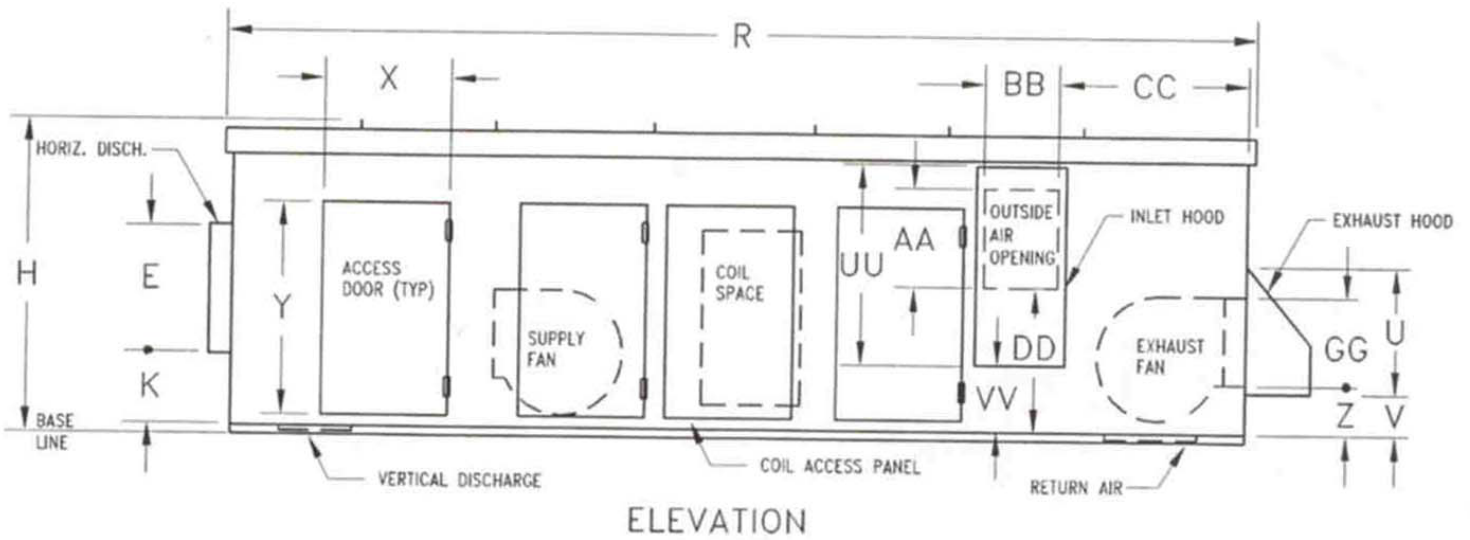 R
X
BB
CC
HORIZ. DISCH.
H
E
K
BASE
LINE
Y
ACCESS
DOOR (TYP)
SUPPLY
FAN
COIL
SPACE
UU
AA
OUTSIDE
AIR
OPENING
INLET HOOD
EXHAUST HOOD
DD
VV
EXHAUST
FAN
GG
U
Z
V
VERTICAL DISCHARGE
COIL ACCESS PANEL
RETURN AIR
ELEVATION